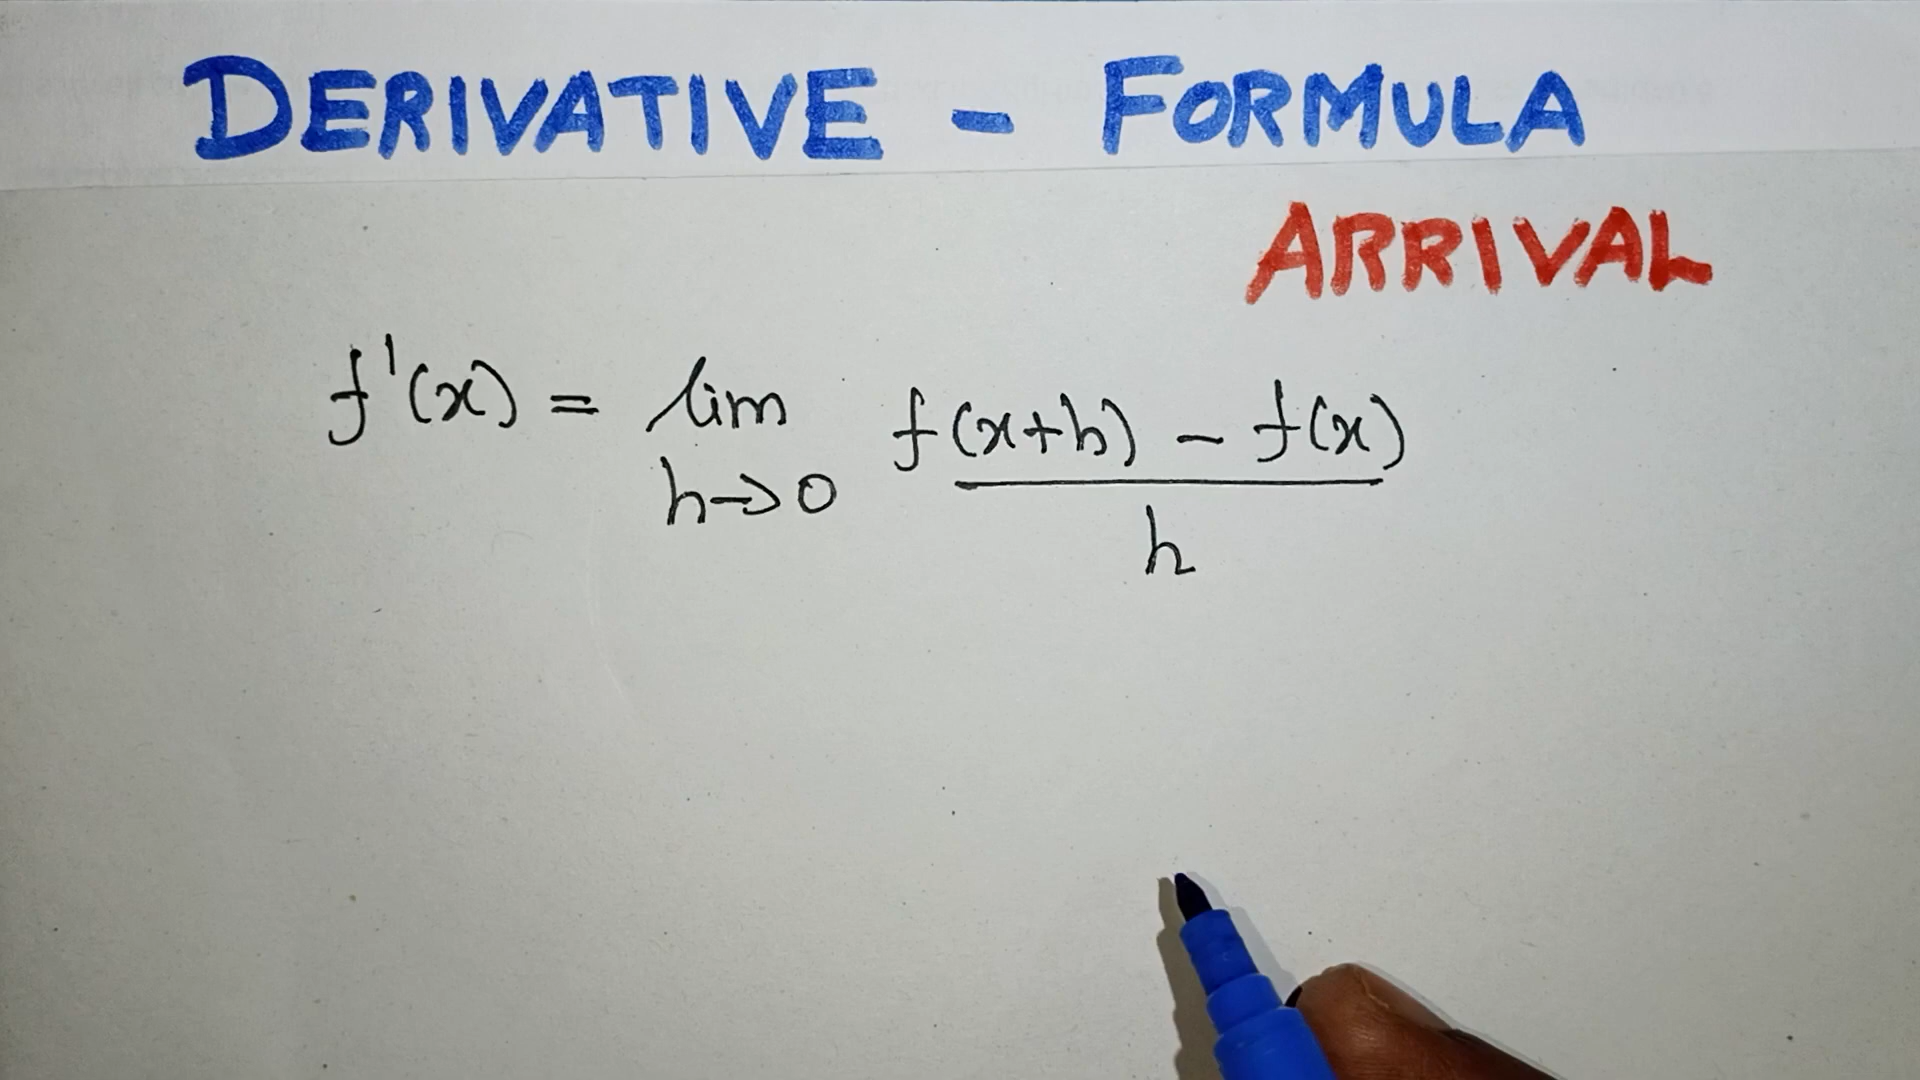 DERIVATIVE - FORMULA
ARRIVAL
f'(x) = lim h→0 f(x+h) - f(x) / h